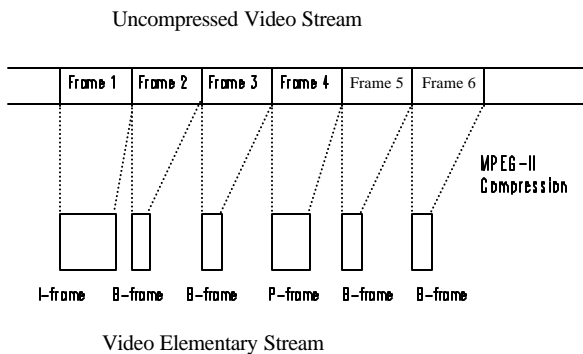 Uncompressed Video Stream
Frame 1 Frame 2 Frame 3 Frame 4 Frame 5 Frame 6
MPEG-II
Compression
I-frame B-frame B-frame P-frame B-frame B-frame
Video Elementary Stream